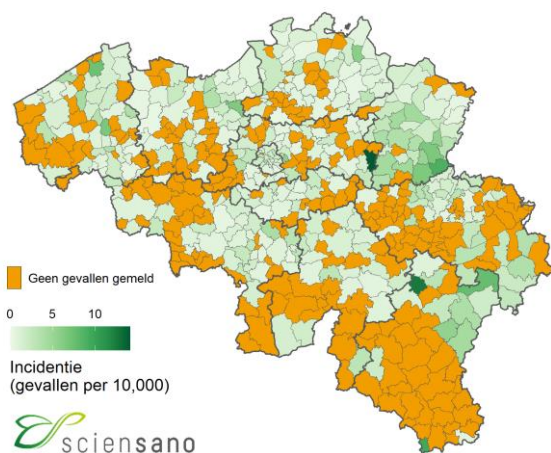 Geen gevallen gemeld
0 5 10
Incidentie
(gevallen per 10,000)
sciensano